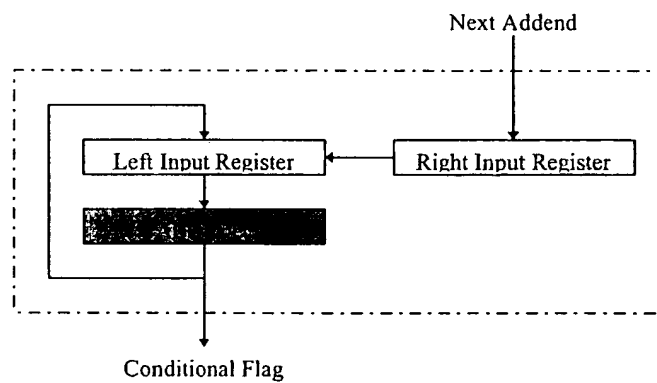 Next Addend
Left Input Register
Right Input Register
Conditional Flag